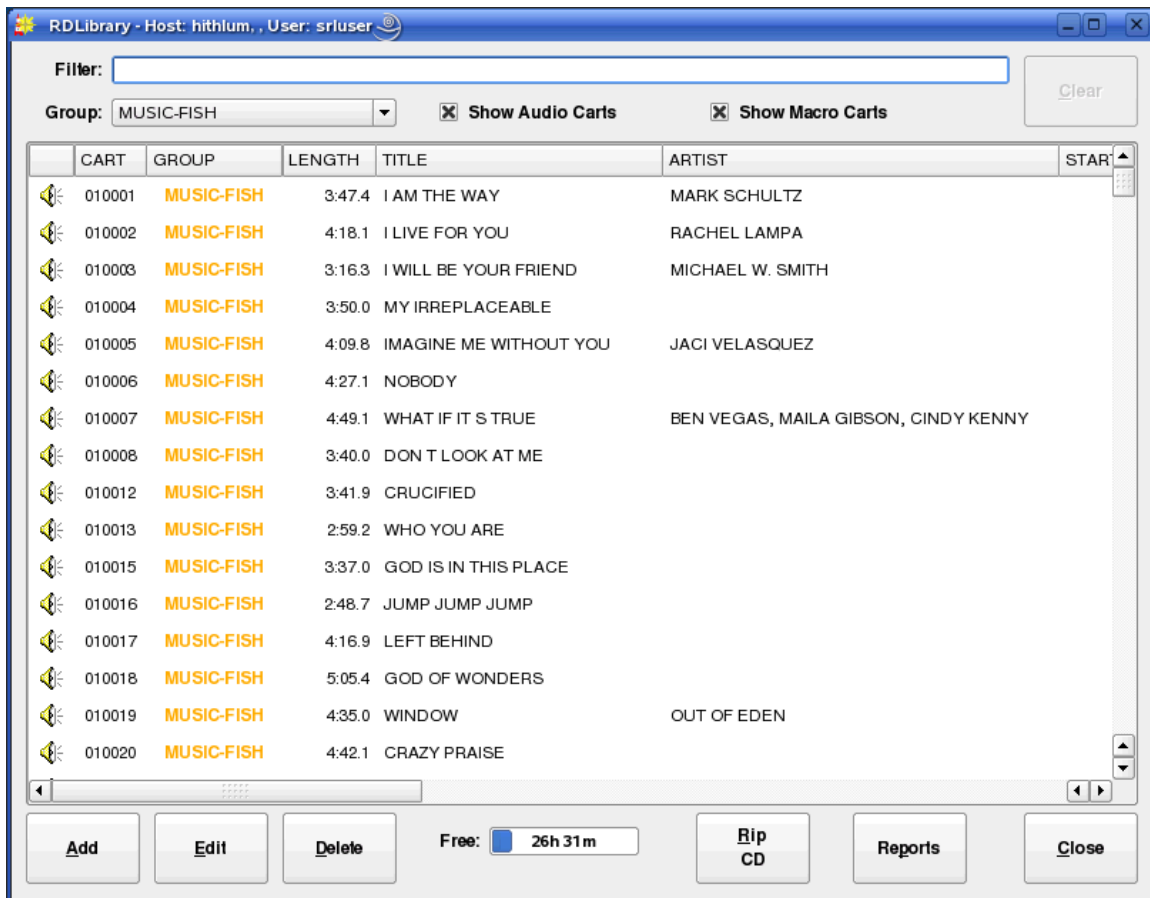 RDLibrary - Host: hithlum, , User: srluser
Filter:
Clear
Group: MUSIC-FISH Show Audio Carts Show Macro Carts
CART GROUP LENGTH TITLE ARTIST STAR
010001 MUSIC-FISH 3:47.4 I AM THE WAY MARK SCHULTZ
010002 MUSIC-FISH 4:18.1 I LIVE FOR YOU RACHEL LAMPA
010003 MUSIC-FISH 3:16.3 I WILL BE YOUR FRIEND MICHAEL W. SMITH
010004 MUSIC-FISH 3:50.0 MY IRREPLACEABLE
010005 MUSIC-FISH 4:09.8 IMAGINE ME WITHOUT YOU JACI VELASQUEZ
010006 MUSIC-FISH 4:27.1 NOBODY
010007 MUSIC-FISH 4:49.1 WHAT IF IT S TRUE BEN VEGAS, MAILA GIBSON, CINDY KENNY
010008 MUSIC-FISH 3:40.0 DON T LOOK AT ME
010012 MUSIC-FISH 3:41.9 CRUCIFIED
010013 MUSIC-FISH 2:59.2 WHO YOU ARE
010015 MUSIC-FISH 3:37.0 GOD IS IN THIS PLACE
010016 MUSIC-FISH 2:48.7 JUMP JUMP JUMP
010017 MUSIC-FISH 4:16.9 LEFT BEHIND
010018 MUSIC-FISH 5:05.4 GOD OF WONDERS
010019 MUSIC-FISH 4:35.0 WINDOW OUT OF EDEN
010020 MUSIC-FISH 4:42.1 CRAZY PRAISE
Add Edit Delete Free: 26h 31m Rip CD Reports Close